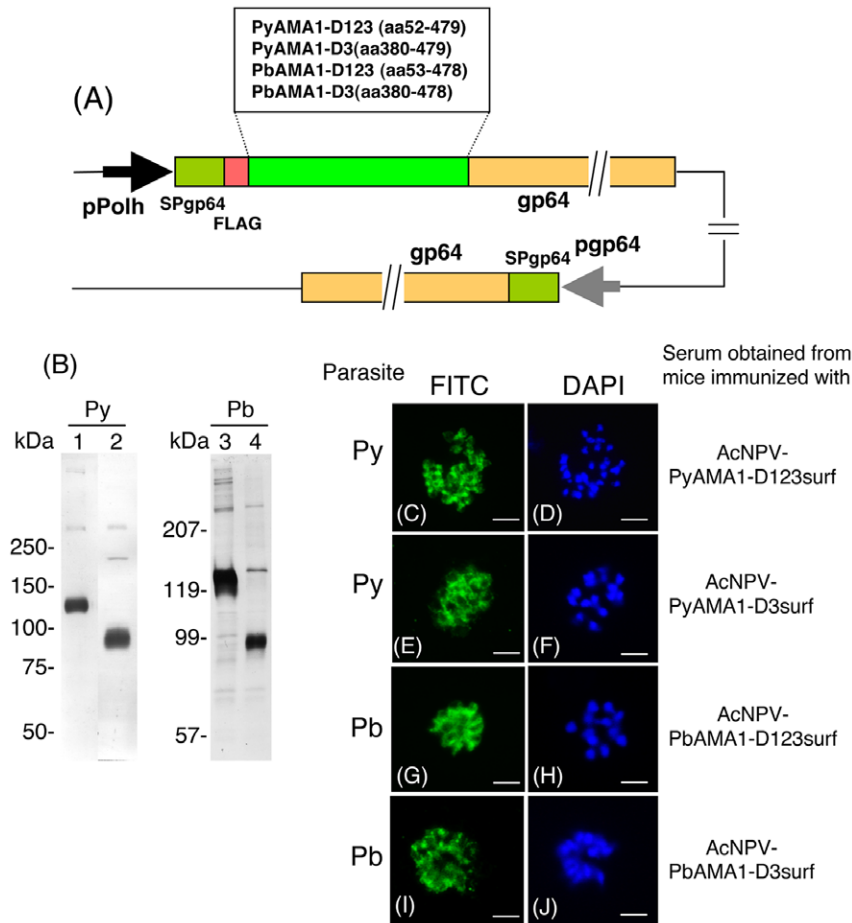 PyAMA1-D123 (aa52-479)
PyAMA1-D3(aa380-479)
PbAMA1-D123 (aa53-478)
PbAMA1-D3(aa380-478)
(A)
pPolh
SPgp64
FLAG
gp64
gp64
SPgp64
pgp64
(B)
Py
Pb
kDa 1 2
kDa 3 4
250-
150-
100-
75-
50-
207-
119-
99-
57-
Parasite
FITC
DAPI
Serum obtained from
mice immunized with
Py
(C)
(D)
AcNPV-
PyAMA1-D123surf
Py
(E)
(F)
AcNPV-
PyAMA1-D3surf
Pb
(G)
(H)
AcNPV-
PbAMA1-D123surf
Pb
(I)
(J)
AcNPV-
PbAMA1-D3surf